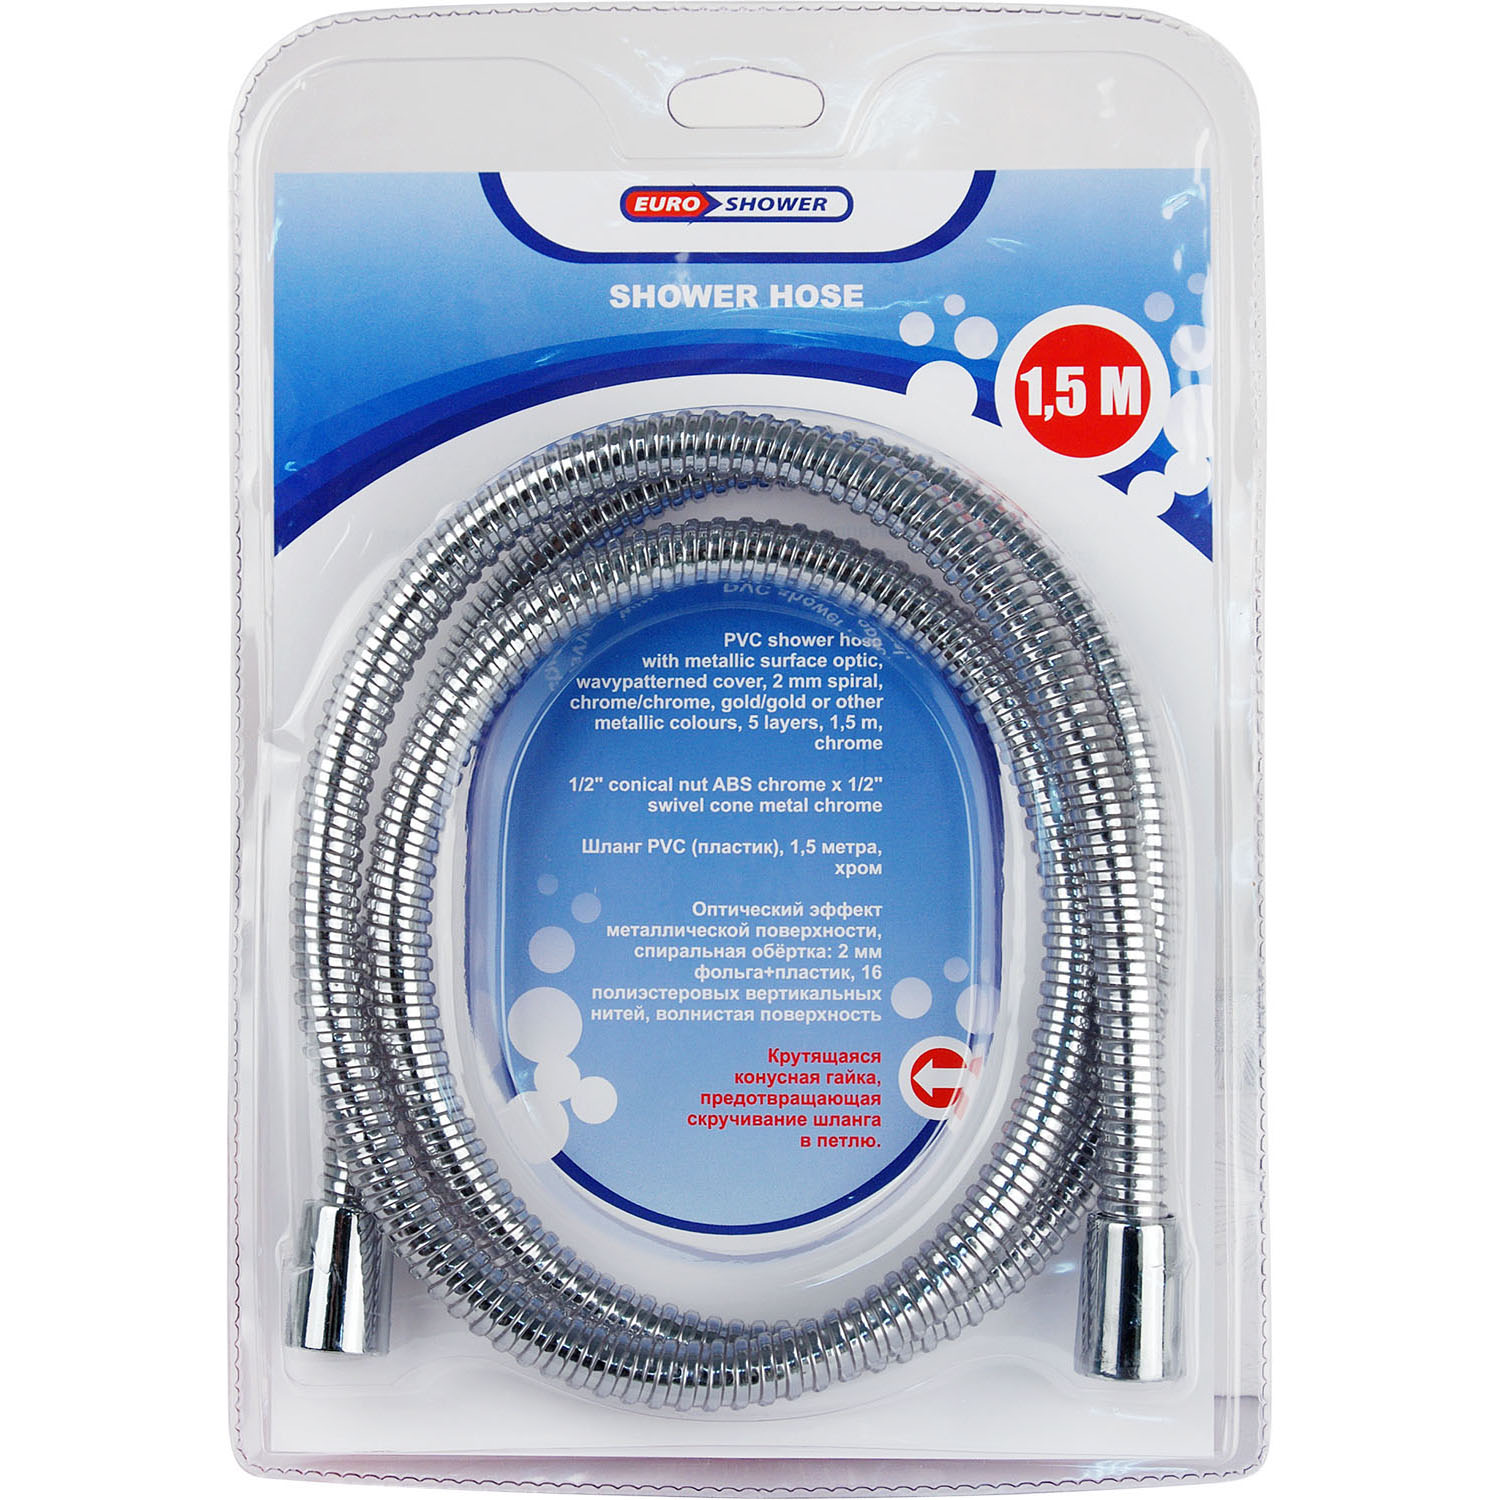 EURO SHOWER
SHOWER HOSE
1,5 M
PVC shower
PVC shower hose
with metallic surface optic,
wavypatterned cover, 2 mm spiral,
chrome/chrome, gold/gold or other
metallic colours, 5 layers, 1,5 m,
chrome
1/2" conical nut ABS chrome x 1/2"
swivel cone metal chrome
Шланг PVC (пластик), 1,5 метра,
хром
Оптический эффект
металлической поверхности,
спиральная обёртка: 2 мм
фольга+пластик, 16
полиэстеровых вертикальных
нитей, волнистая поверхность
Крутящаяся
конусная гайка,
предотвращающая
скручивание шланга
в петлю.